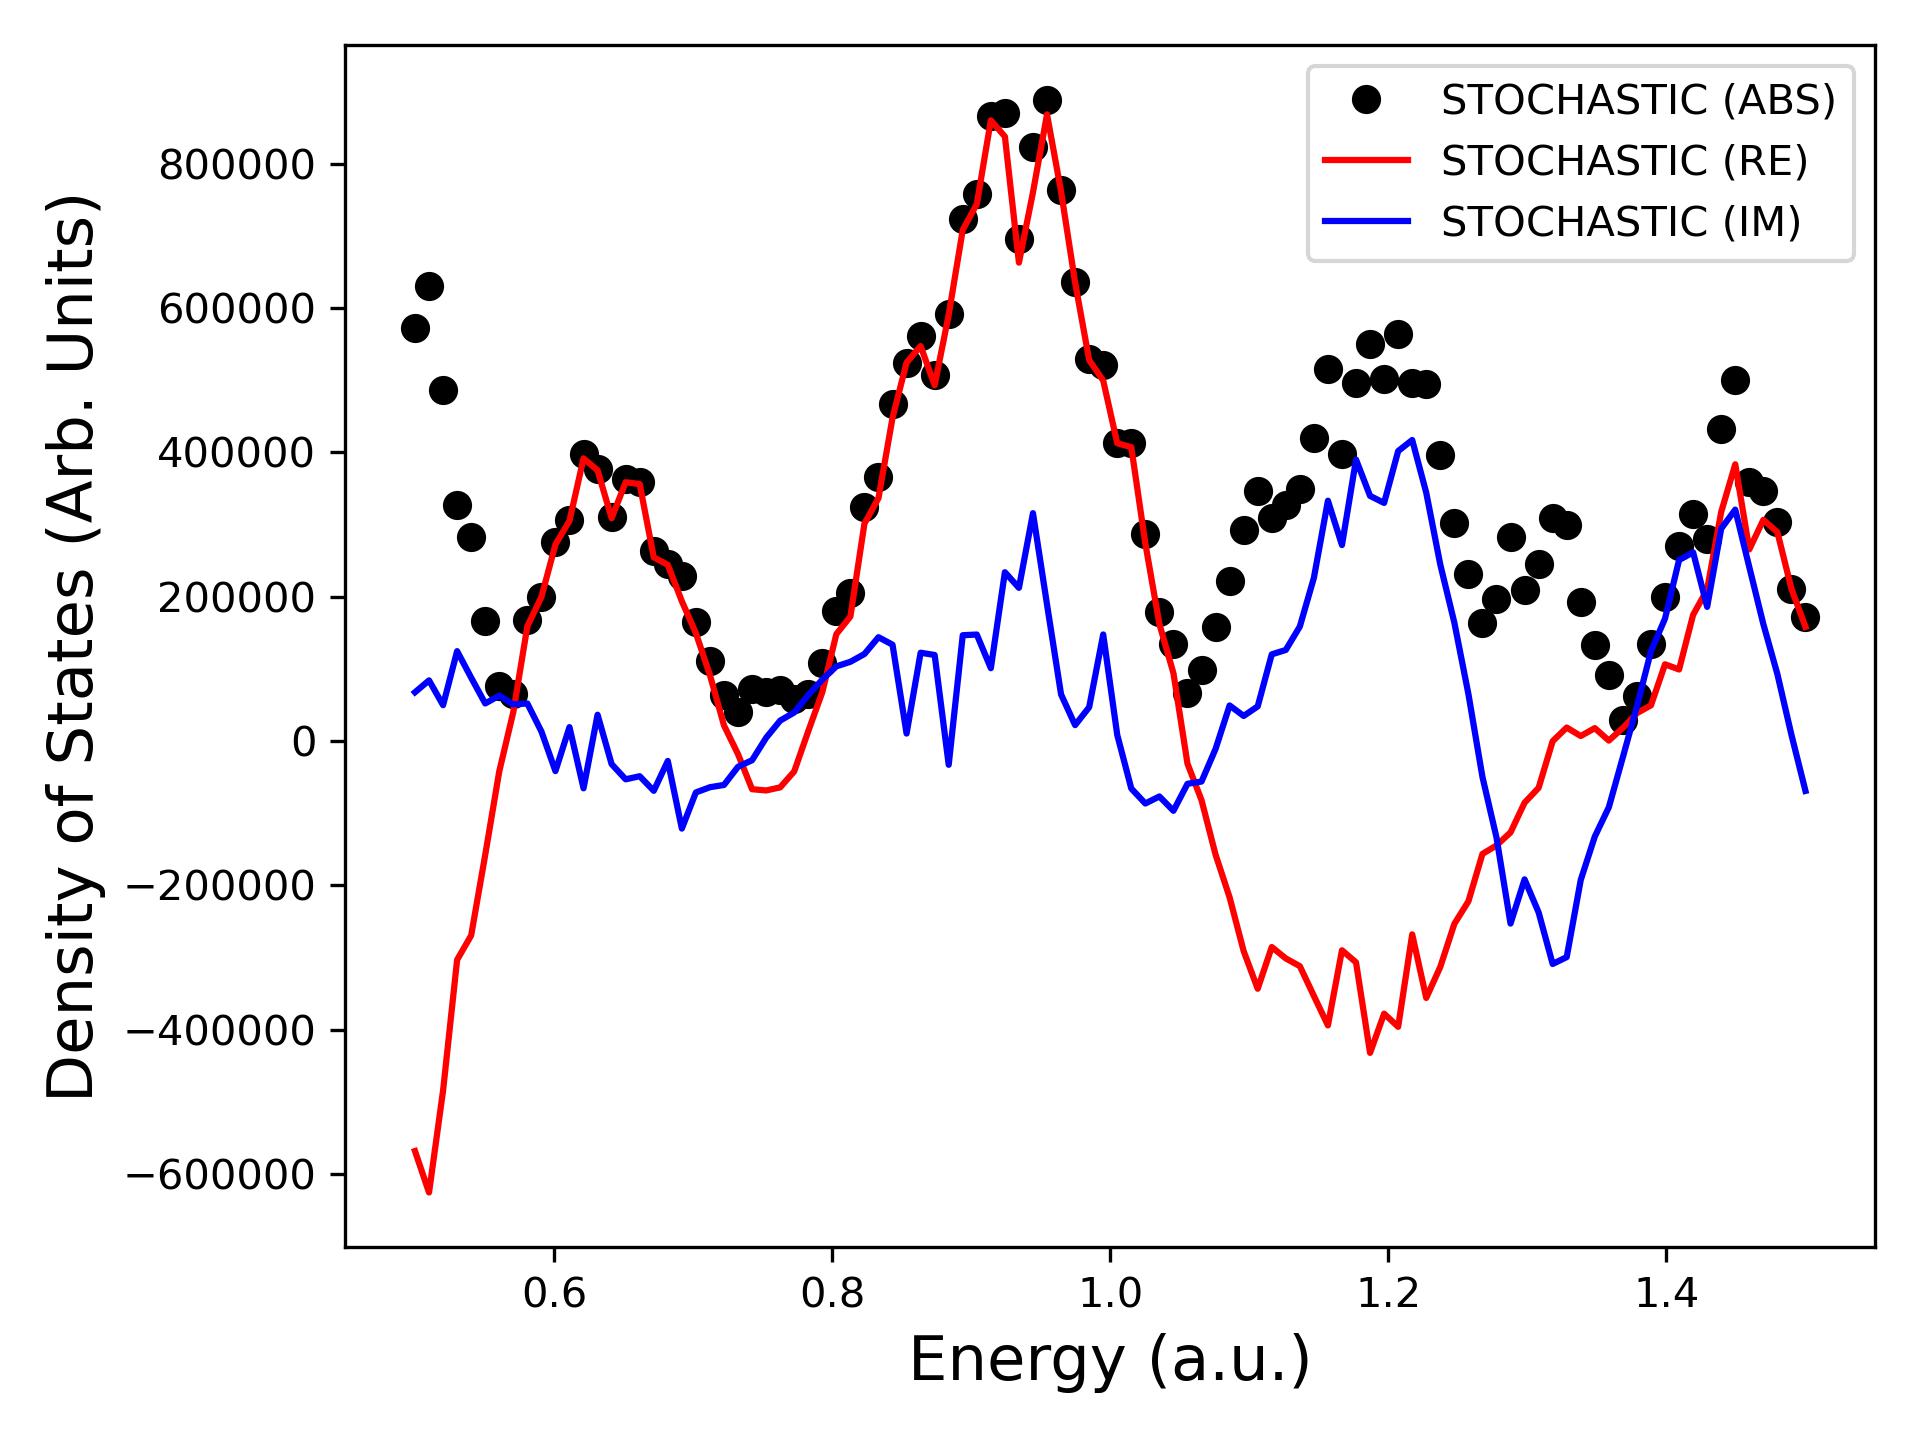 STOCHASTIC (ABS)
STOCHASTIC (RE)
STOCHASTIC (IM)
Density of States (Arb. Units)
800000
600000
400000
200000
0
−200000
−400000
−600000
0.6 0.8 1.0 1.2 1.4
Energy (a.u.)